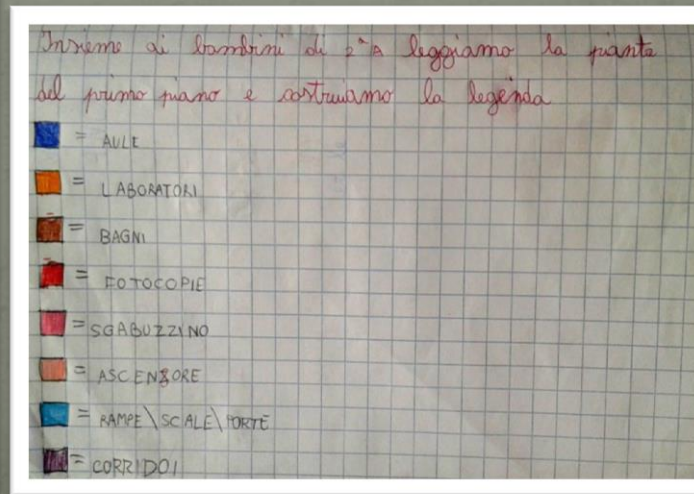 Insieme ai bambini di 2ªA leggiamo la pianta
del primo piano e costruiamo la legenda
= AULE
= LABORATORI
= BAGNI
= FOTOCOPIE
= SGABUZZINO
= ASCENSORE
= RAMPE\SCALE\PORTE
= CORRIDOI